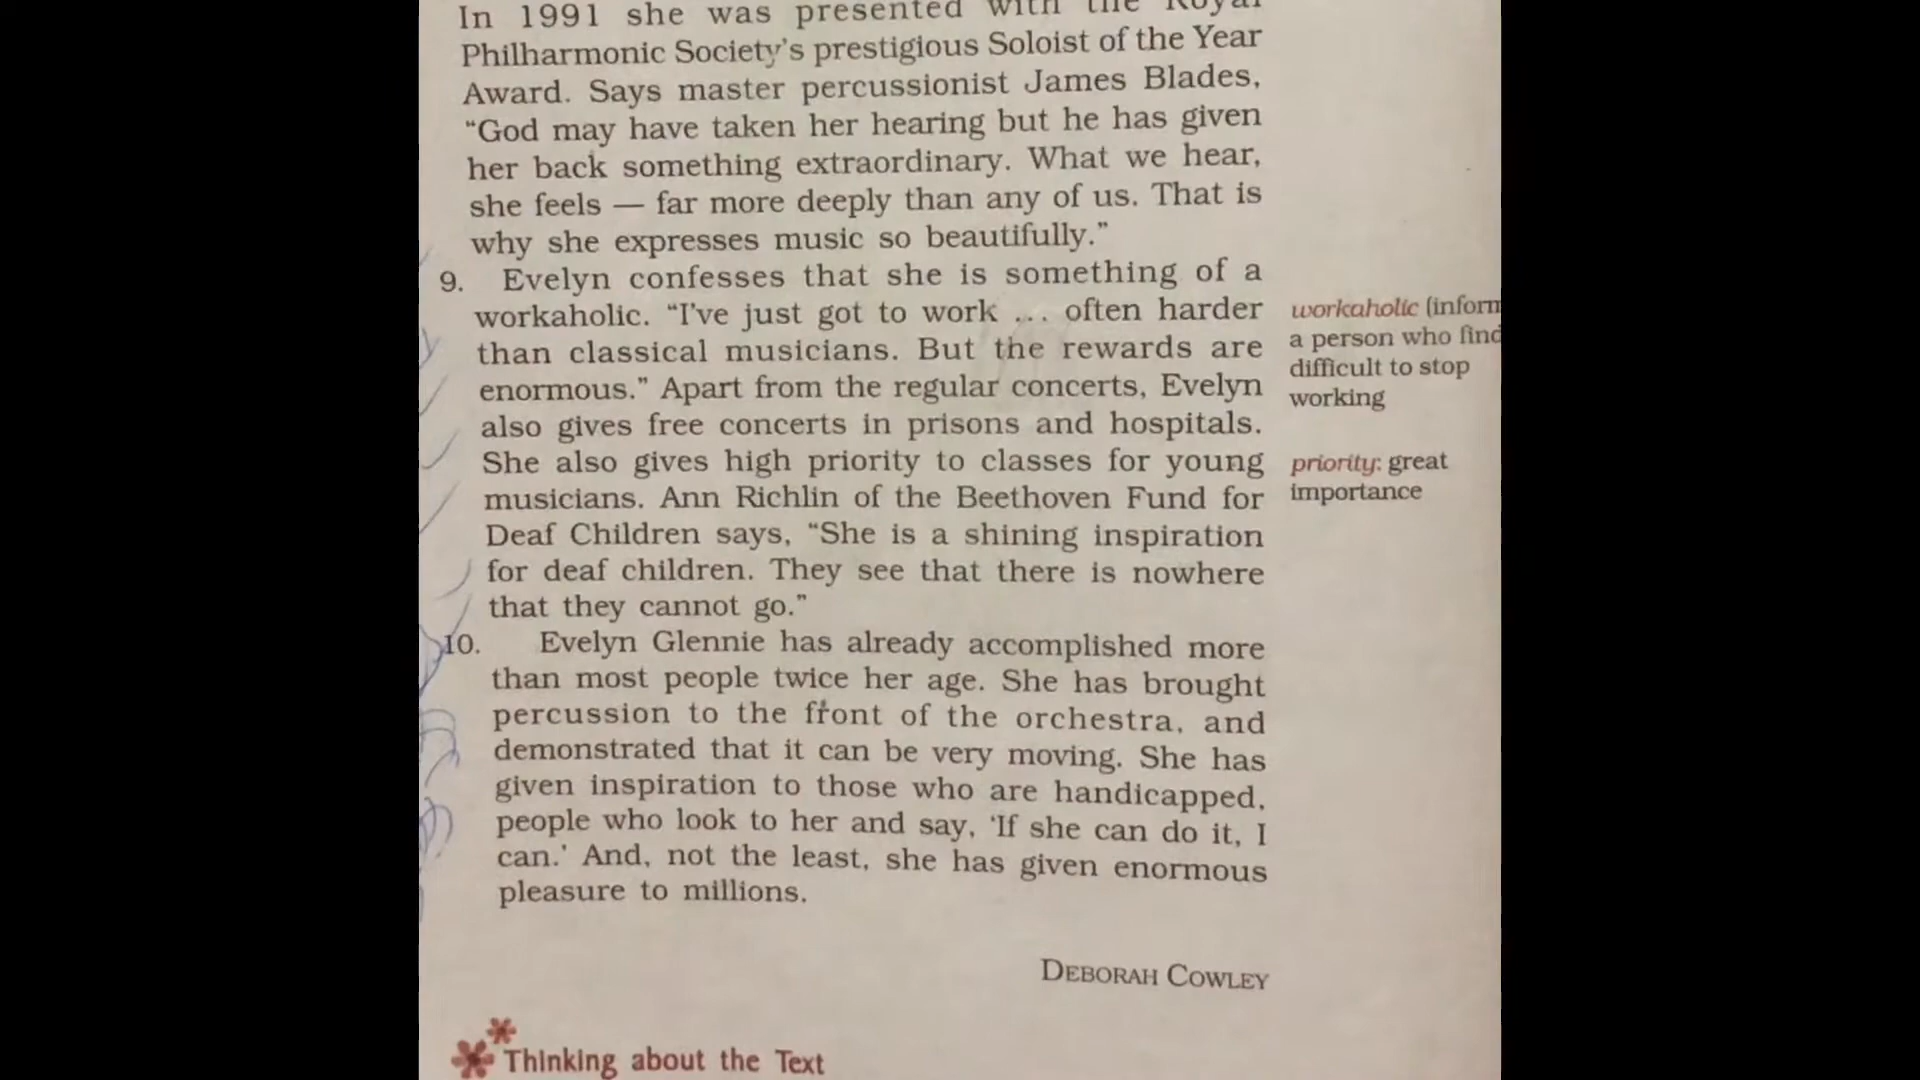 In 1991 she was presented with the Royal
Philharmonic Society's prestigious Soloist of the Year
Award. Says master percussionist James Blades,
“God may have taken her hearing but he has given
her back something extraordinary. What we hear,
she feels — far more deeply than any of us. That is
why she expresses music so beautifully.”
9. Evelyn confesses that she is something of a
workaholic. “I've just got to work ... often harder
than classical musicians. But the rewards are
enormous.” Apart from the regular concerts, Evelyn
also gives free concerts in prisons and hospitals.
She also gives high priority to classes for young
musicians. Ann Richlin of the Beethoven Fund for
Deaf Children says, “She is a shining inspiration
for deaf children. They see that there is nowhere
that they cannot go.”
10. Evelyn Glennie has already accomplished more
than most people twice her age. She has brought
percussion to the front of the orchestra, and
demonstrated that it can be very moving. She has
given inspiration to those who are handicapped,
people who look to her and say, ‘If she can do it, I
can.’ And, not the least, she has given enormous
pleasure to millions.
DEBORAH COWLEY
Thinking about the Text
workaholic (inform
a person who find
difficult to stop
working
priority: great
importance